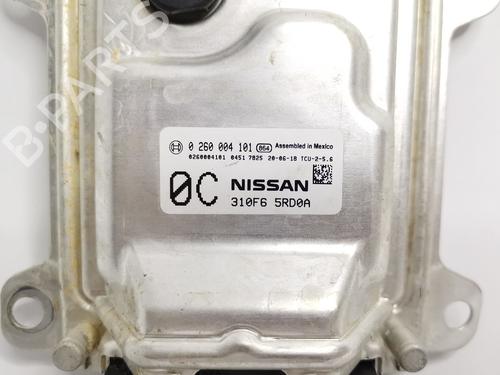 0 260 004 101 864 Assembled in Mexico
0260004101 0451 7825 20-06-18 TCU-2-5.6
0C NISSAN
310F6 5RD0A
B-PARTS